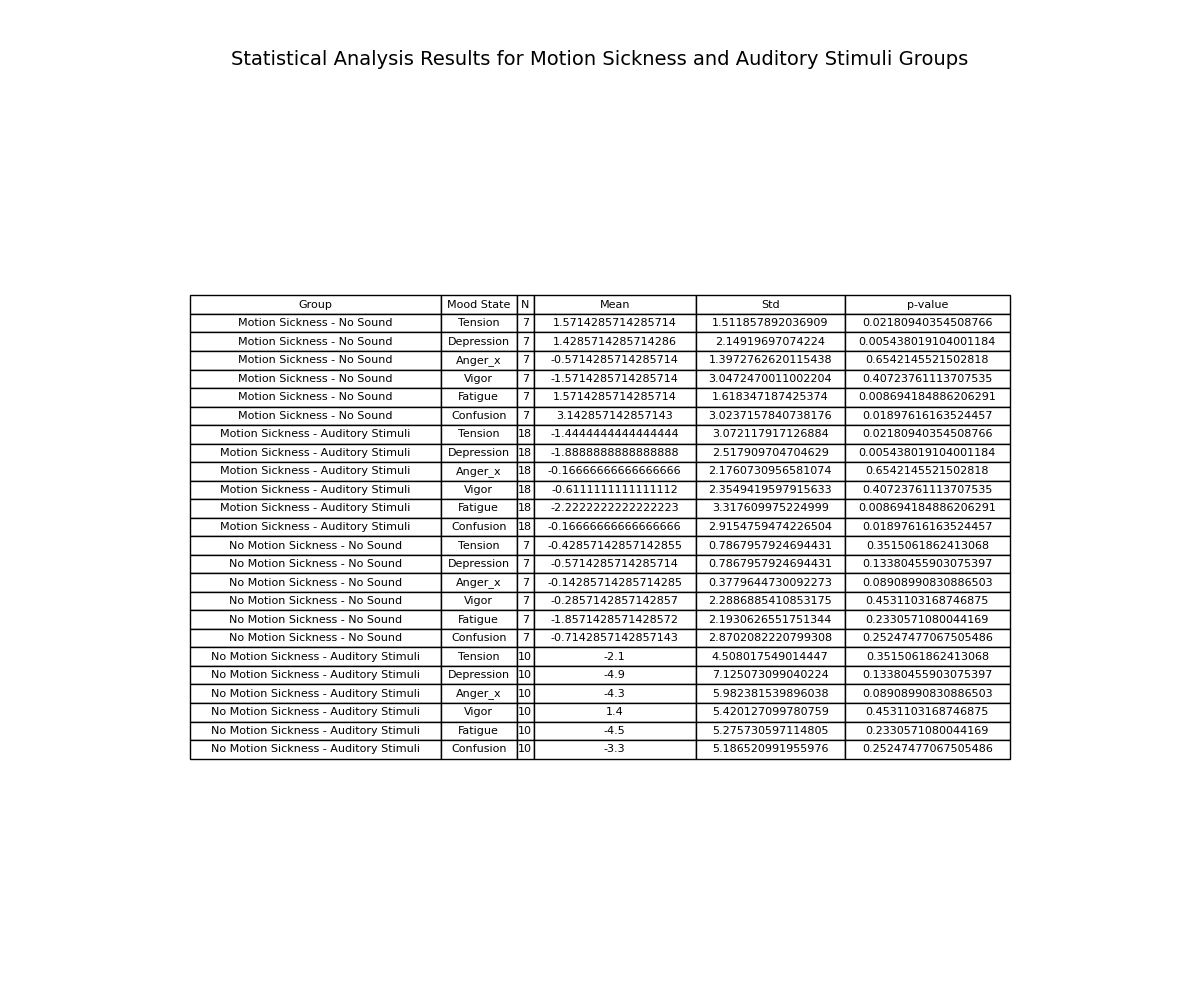 Statistical Analysis Results for Motion Sickness and Auditory Stimuli Groups
Group Mood State N Mean Std p-value
Motion Sickness - No Sound Tension 7 1.5714285714285714 1.511857892036909 0.02180940354508766
Motion Sickness - No Sound Depression 7 1.4285714285714286 2.14919697074224 0.005438019104001184
Motion Sickness - No Sound Anger_x 7 -0.5714285714285714 1.3972762620115438 0.6542145521502818
Motion Sickness - No Sound Vigor 7 -1.5714285714285714 3.0472470011002204 0.40723761113707535
Motion Sickness - No Sound Fatigue 7 1.5714285714285714 1.618347187425374 0.008694184886206291
Motion Sickness - No Sound Confusion 7 3.142857142857143 3.0237157840738176 0.01897616163524457
Motion Sickness - Auditory Stimuli Tension 18 -1.4444444444444444 3.072117917126884 0.02180940354508766
Motion Sickness - Auditory Stimuli Depression 18 -1.8888888888888888 2.517909704704629 0.005438019104001184
Motion Sickness - Auditory Stimuli Anger_x 18 -0.16666666666666666 2.1760730956581074 0.6542145521502818
Motion Sickness - Auditory Stimuli Vigor 18 -0.6111111111111112 2.3549419597915633 0.40723761113707535
Motion Sickness - Auditory Stimuli Fatigue 18 -2.2222222222222223 3.317609975224999 0.008694184886206291
Motion Sickness - Auditory Stimuli Confusion 18 -0.16666666666666666 2.9154759474226504 0.01897616163524457
No Motion Sickness - No Sound Tension 7 -0.42857142857142855 0.7867957924694431 0.3515061862413068
No Motion Sickness - No Sound Depression 7 -0.5714285714285714 0.7867957924694431 0.13380455903075397
No Motion Sickness - No Sound Anger_x 7 -0.14285714285714285 0.3779644730092273 0.08908990830886503
No Motion Sickness - No Sound Vigor 7 -0.2857142857142857 2.2886885410853175 0.4531103168746875
No Motion Sickness - No Sound Fatigue 7 -1.8571428571428572 2.1930626551751344 0.2330571080044169
No Motion Sickness - No Sound Confusion 7 -0.7142857142857143 2.8702082220799308 0.25247477067505486
No Motion Sickness - Auditory Stimuli Tension 10 -2.1 4.508017549014447 0.3515061862413068
No Motion Sickness - Auditory Stimuli Depression 10 -4.9 7.125073099040224 0.13380455903075397
No Motion Sickness - Auditory Stimuli Anger_x 10 -4.3 5.982381539896038 0.08908990830886503
No Motion Sickness - Auditory Stimuli Vigor 10 1.4 5.420127099780759 0.4531103168746875
No Motion Sickness - Auditory Stimuli Fatigue 10 -4.5 5.275730597114805 0.2330571080044169
No Motion Sickness - Auditory Stimuli Confusion 10 -3.3 5.186520991955976 0.25247477067505486